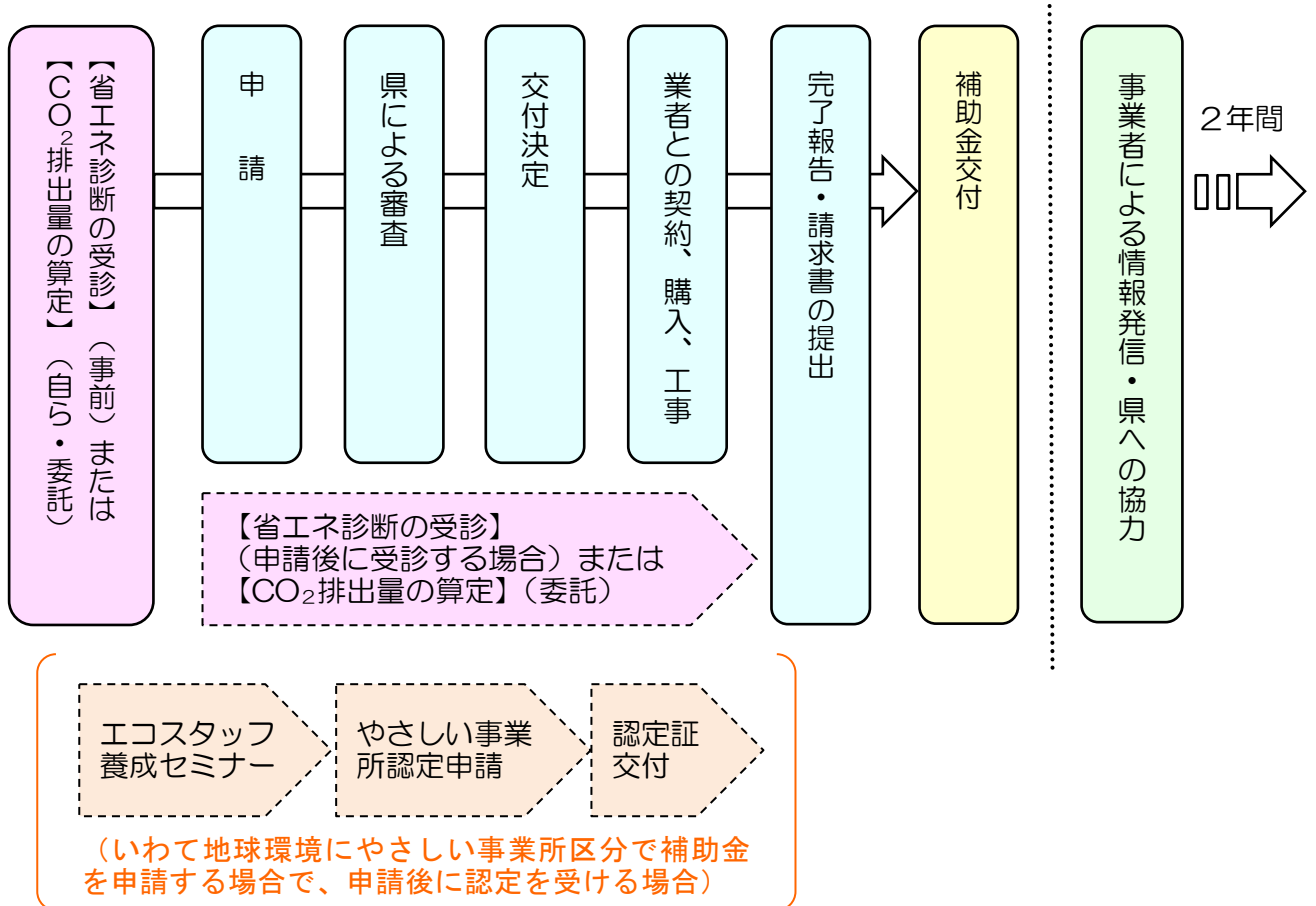 【省エネ診断の受診】（事前）または
【CO₂排出量の算定】（自ら・委託）
申請
県による審査
交付決定
業者との契約、購入、工事
完了報告・請求書の提出
補助金交付
事業者による情報発信・県への協力
２年間
【省エネ診断の受診】
（申請後に受診する場合）または
【CO₂排出量の算定】（委託）
エコスタッフ
養成セミナー
やさしい事業
所認定申請
認定証
交付
（いわて地球環境にやさしい事業所区分で補助金
を申請する場合で、申請後に認定を受ける場合）